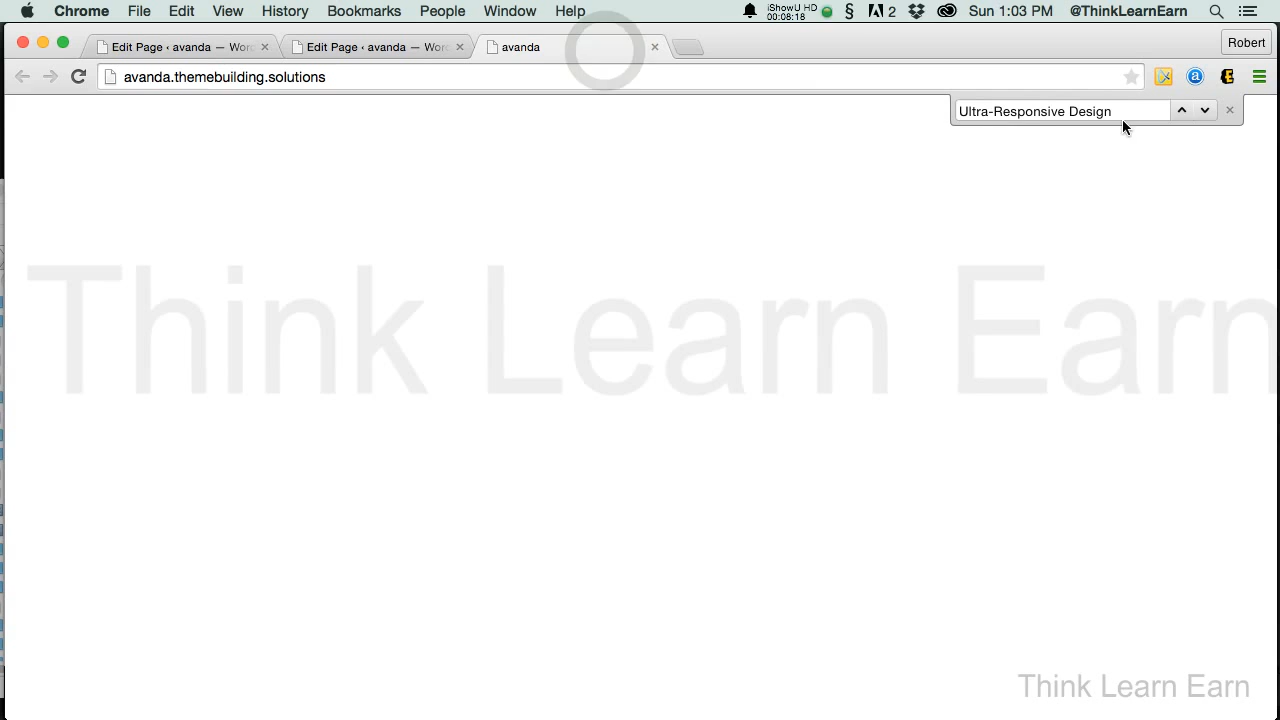 Chrome File Edit View History Bookmarks People Window Help iShowU HD 00:08:18 § 2 Sun 1:03 PM @ThinkLearnEarn
Edit Page ‹ avanda — Word Edit Page ‹ avanda — Word avanda Robert
avanda.themebuilding.solutions
Ultra-Responsive Design
Think Learn Earn
Think Learn Earn